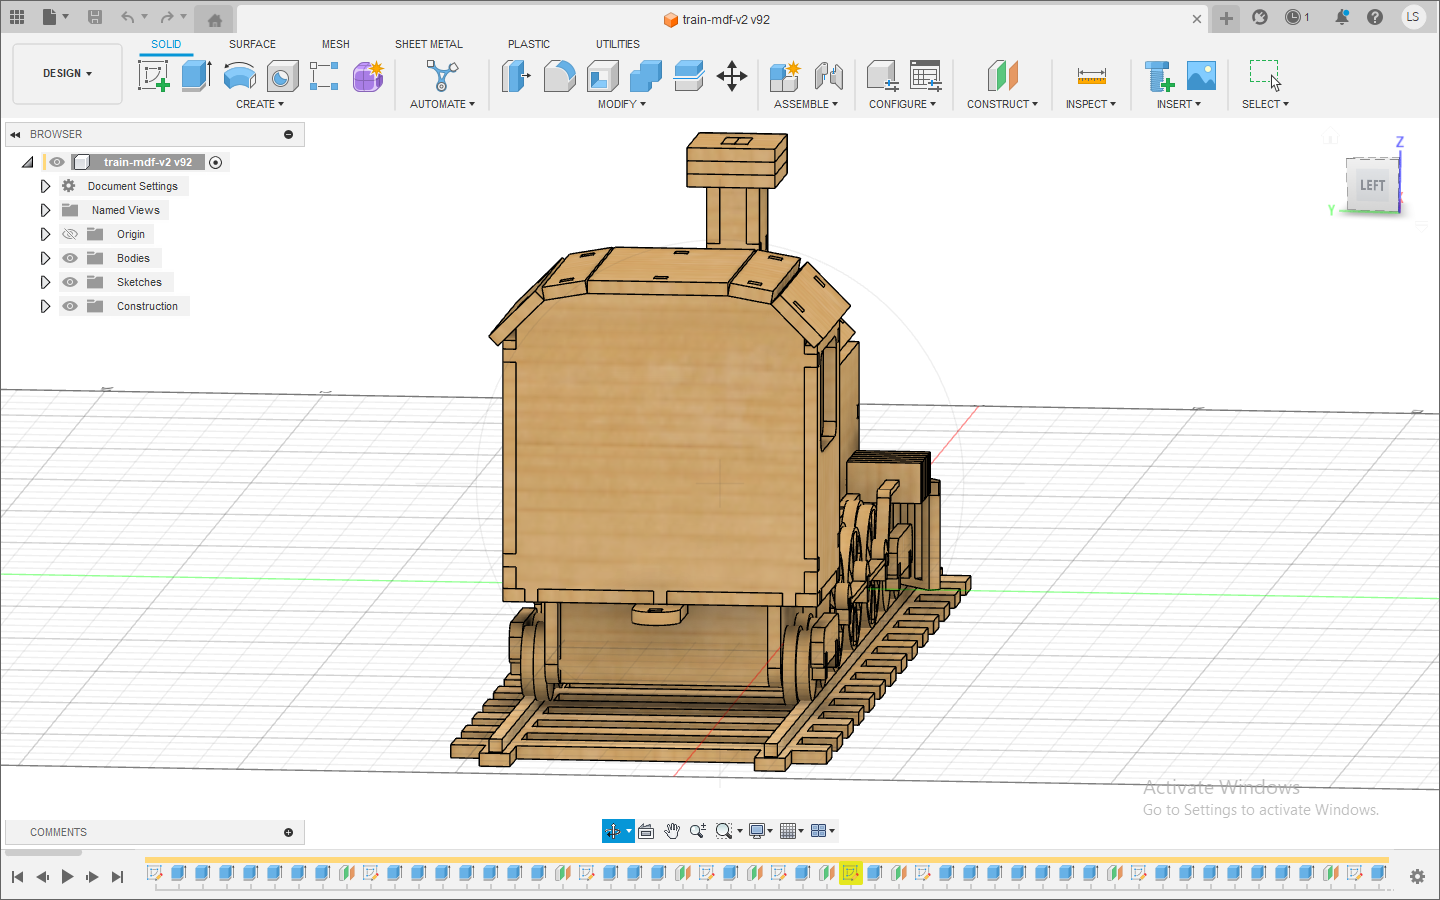 train-mdf-v2 v92
1
LS
DESIGN
SOLID
SURFACE
MESH
SHEET METAL
PLASTIC
UTILITIES
CREATE
AUTOMATE
MODIFY
ASSEMBLE
CONFIGURE
CONSTRUCT
INSPECT
INSERT
SELECT
BROWSER
train-mdf-v2 v92
Document Settings
Named Views
Origin
Bodies
Sketches
Construction
Z
LEFT
Y
Activate Windows
Go to Settings to activate Windows.
COMMENTS